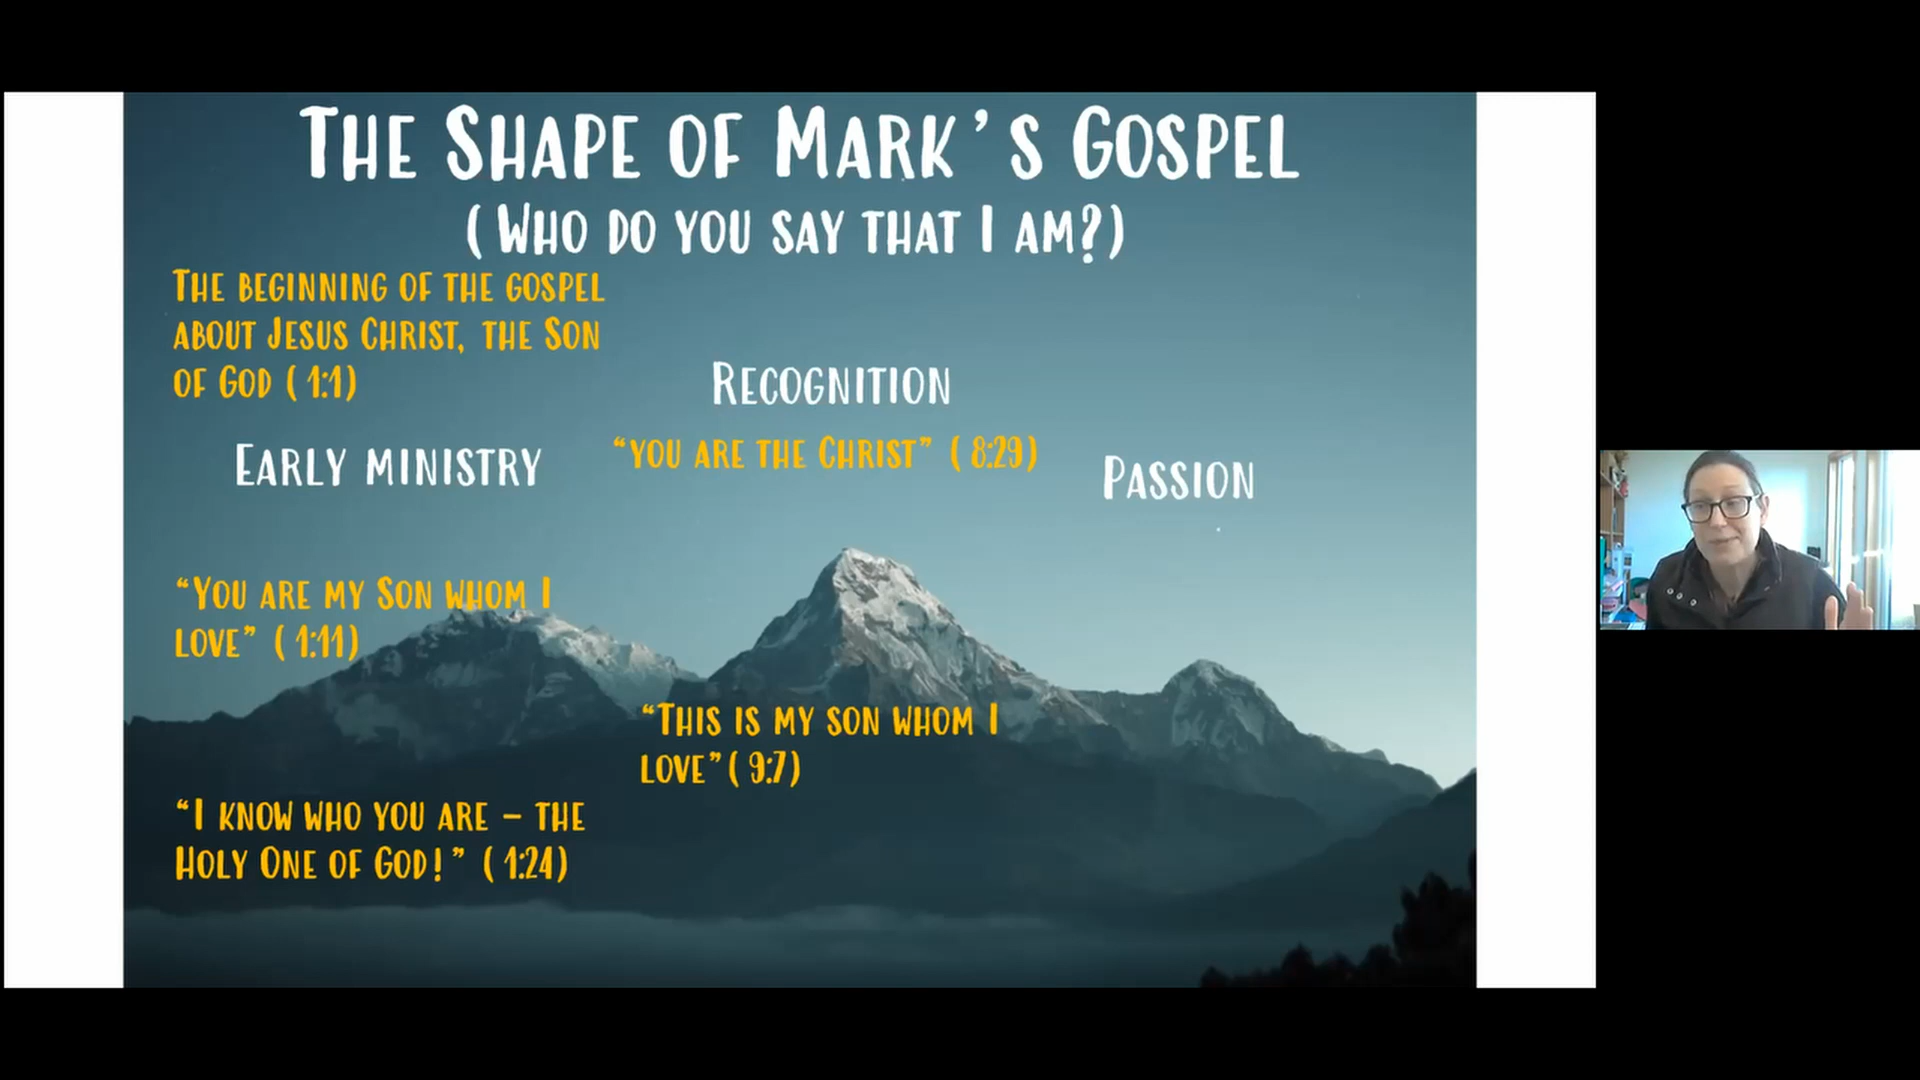 The Shape of Mark's Gospel
(Who do you say that I am?)
The beginning of the gospel
about Jesus Christ, the Son
of God (1:1)
Recognition
"you are the Christ" (8:29)
Early ministry
Passion
"You are my Son whom I
love" (1:11)
"This is my son whom I
love"(9:7)
"I know who you are – the
Holy One of God!" (1:24)